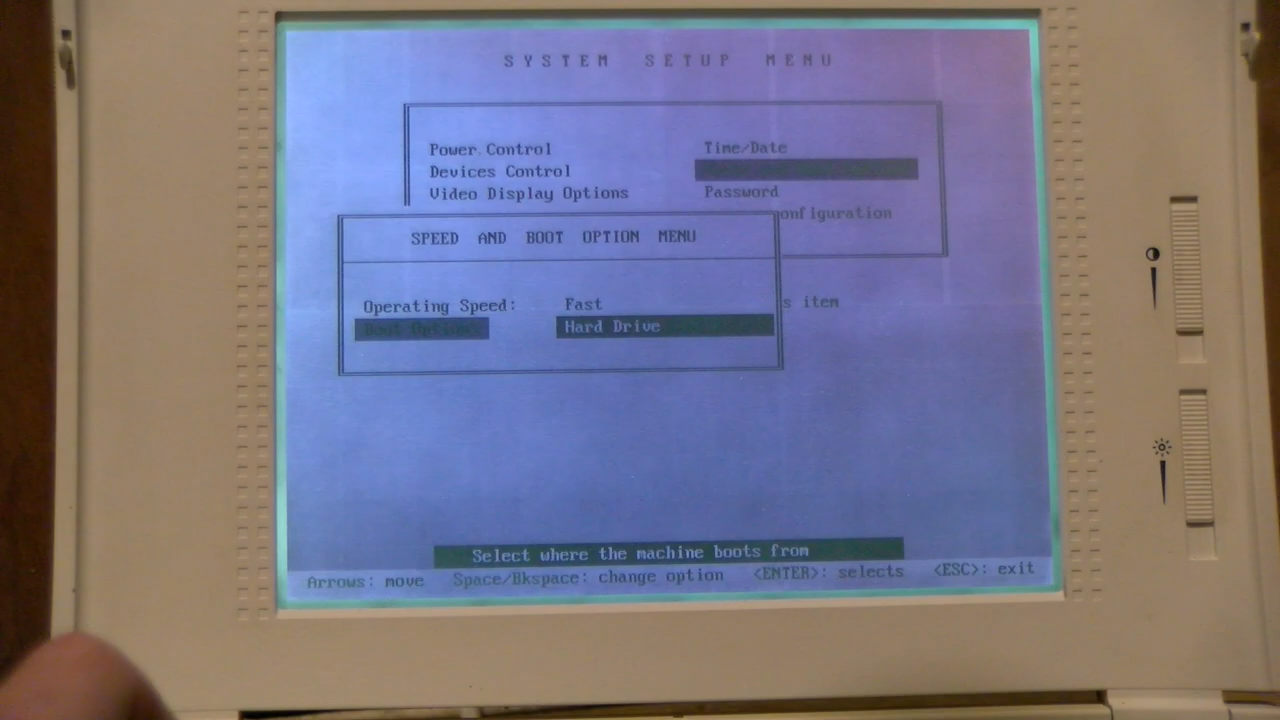 SYSTEM SETUP MENU
Power Control Time/Date
Devices Control
Video Display Options Password
onfiguration
SPEED AND BOOT OPTION MENU
Operating Speed: Fast
s item
Boot Options Hard Drive
Select where the machine boots from
Arrows: move Space/Bkspace: change option <ENTER>: selects <ESC>: exit